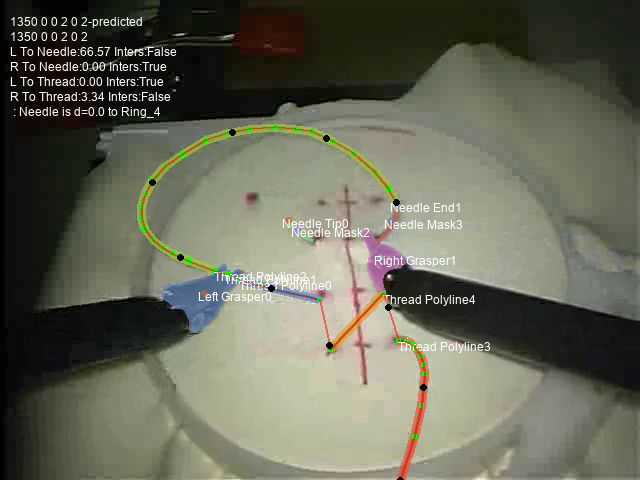 1350 0 0 2 0 2-predicted
1350 0 0 2 0 2
L To Needle:66.57 Inters:False
R To Needle:0.00 Inters:True
L To Thread:0.00 Inters:True
R To Thread:3.34 Inters:False
: Needle is d=0.0 to Ring_4
Needle End1
Needle Tip0
Needle Mask3
Needle Mask2
Right Grasper1
Thread Polyline2
Thread Polyline1
Thread Polyline0
Left Grasper0
Thread Polyline4
Thread Polyline3